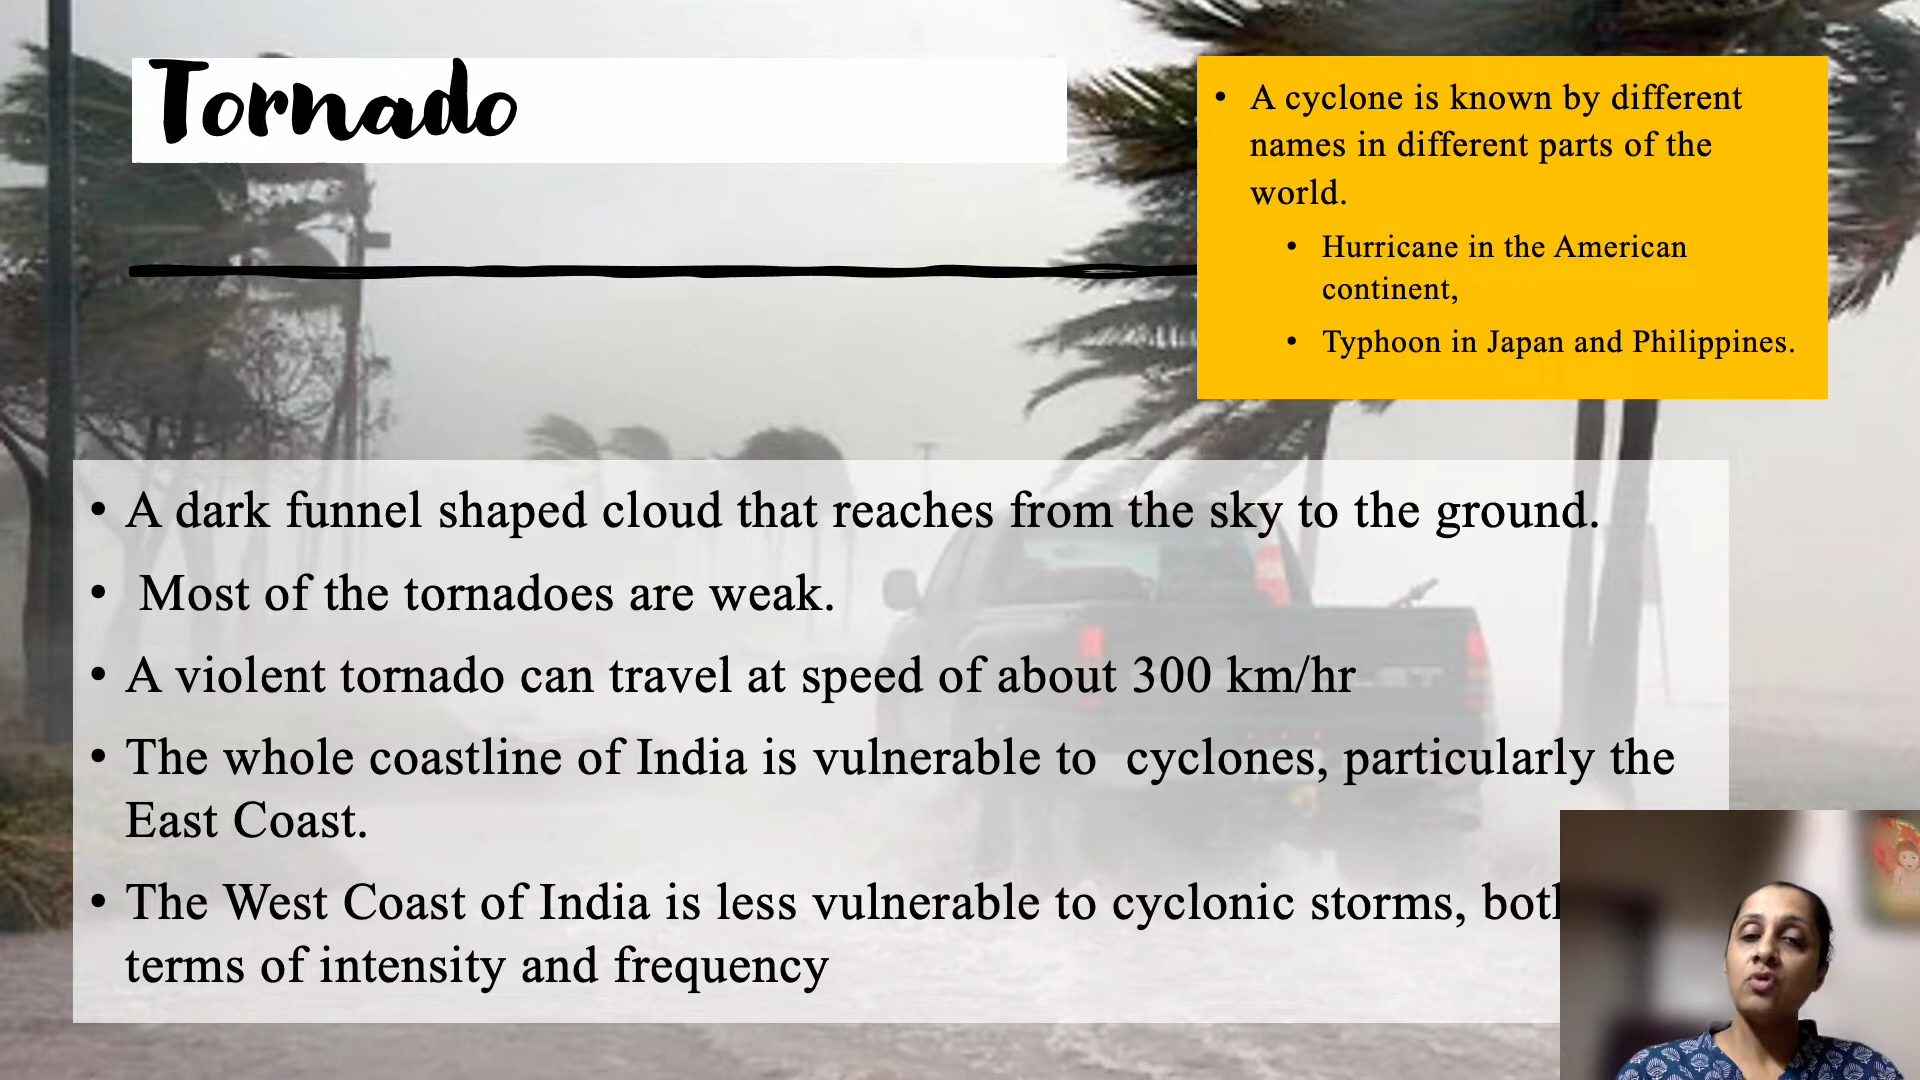 Tornado
• A cyclone is known by different
names in different parts of the
world.
• Hurricane in the American
continent,
• Typhoon in Japan and Philippines.
• A dark funnel shaped cloud that reaches from the sky to the ground.
• Most of the tornadoes are weak.
• A violent tornado can travel at speed of about 300 km/hr
• The whole coastline of India is vulnerable to cyclones, particularly the
East Coast.
• The West Coast of India is less vulnerable to cyclonic storms,
terms of intensity and frequency